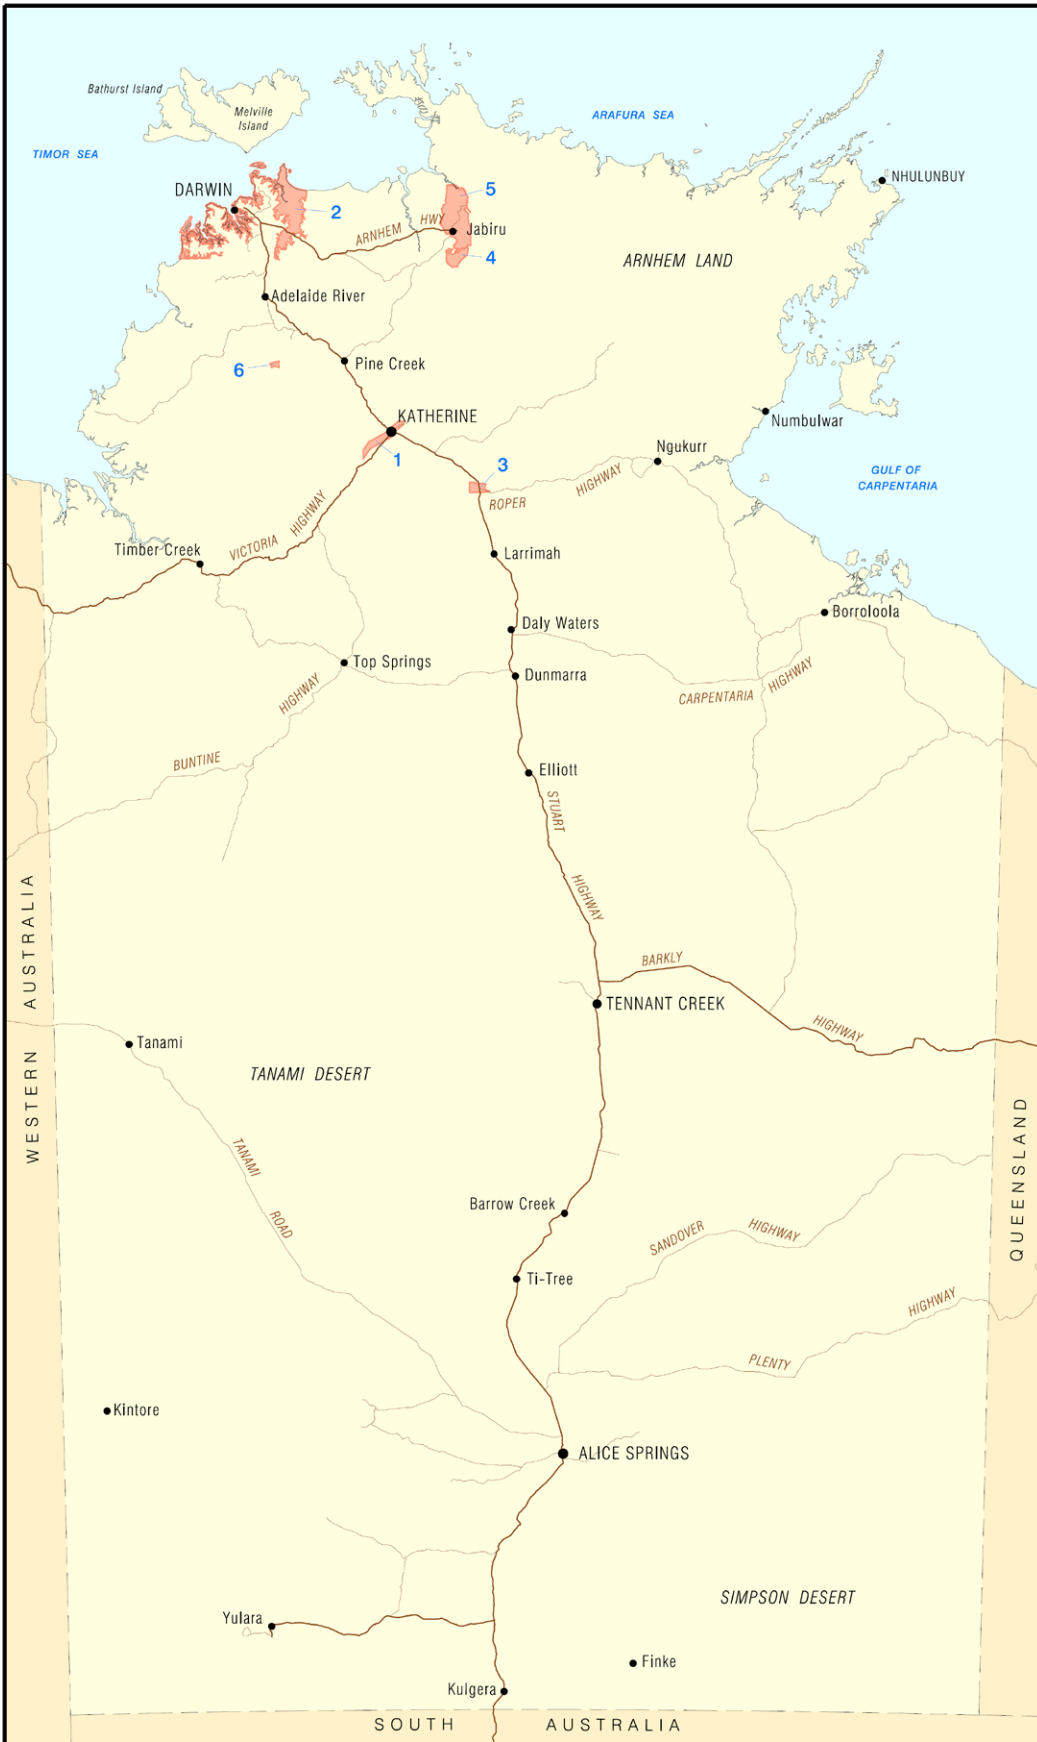 Bathurst Island
Melville
Island
ARAFURA SEA
TIMOR SEA
NHULUNBUY
DARWIN
5
2
HWY
ARNHEM
Jabiru
4
ARNHEM LAND
Adelaide River
Pine Creek
6
KATHERINE
Numbulwar
1
3
Ngukurr
HIGHWAY
ROPER
GULF OF
CARPENTARIA
HIGHWAY
VICTORIA
Timber Creek
Larrimah
Borroloola
Daly Waters
Top Springs
Dunmarra
HIGHWAY
CARPENTARIA
HIGHWAY
BUNTINE
Elliott
STUART
HIGHWAY
BARKLY
TENNANT CREEK
HIGHWAY
WESTERN AUSTRALIA
Tanami
TANAMI DESERT
QUEENSLAND
TANAMI
ROAD
Barrow Creek
SANDOVER
HIGHWAY
Ti-Tree
HIGHWAY
PLENTY
Kintore
ALICE SPRINGS
SIMPSON DESERT
Yulara
Finke
Kulgera
SOUTH AUSTRALIA